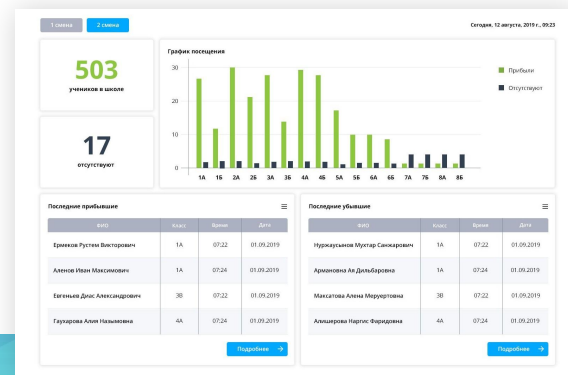 1 смена 2 смена Сегодня, 12 августа, 2019 г., 09:23
503
учеников в школе
17
отсутствуют
График посещения
30
20
10
0
1А 1Б 2А 2Б 3А 3Б 4А 4Б 5А 5Б 6А 6Б 7А 7Б 8А 8Б
Прибыли
Отсутствуют
Последние прибывшие
ФИО Класс Время Дата
Ермеков Рустем Викторович 1А 07:22 01.09.2019
Аленов Иван Максимович 1А 07:24 01.09.2019
Евгеньев Диас Александрович 3В 07:22 01.09.2019
Гаухарова Алия Назымовна 4А 07:24 01.09.2019
Подробнее →
Последние убывшие
ФИО Класс Время Дата
Нуржаусынов Мухтар Санжарович 1А 07:22 01.09.2019
Армановна Ая Дильбаровна 1А 07:24 01.09.2019
Максатова Алена Меруертовна 3В 07:22 01.09.2019
Алишерова Наргис Фаридовна 4А 07:24 01.09.2019
Подробнее →